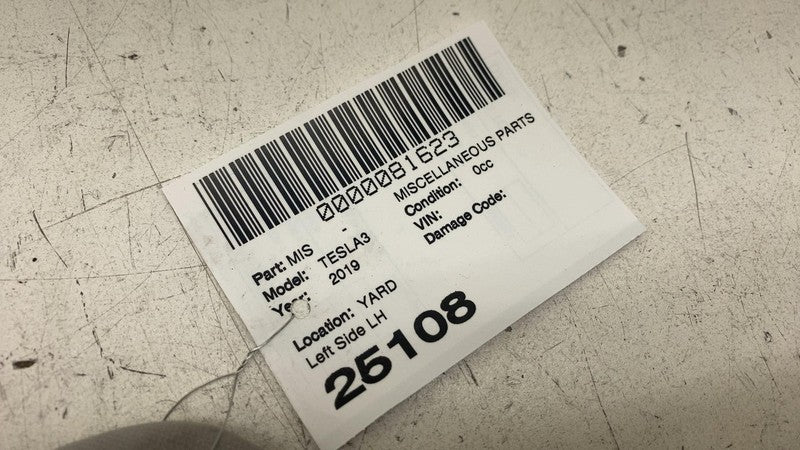 0000081623
Part: MIS - MISCELLANEOUS PARTS
Model: TESLA3 Condition: 0cc
Year: 2019 VIN:
Damage Code:
Location: YARD
Left Side LH
25108